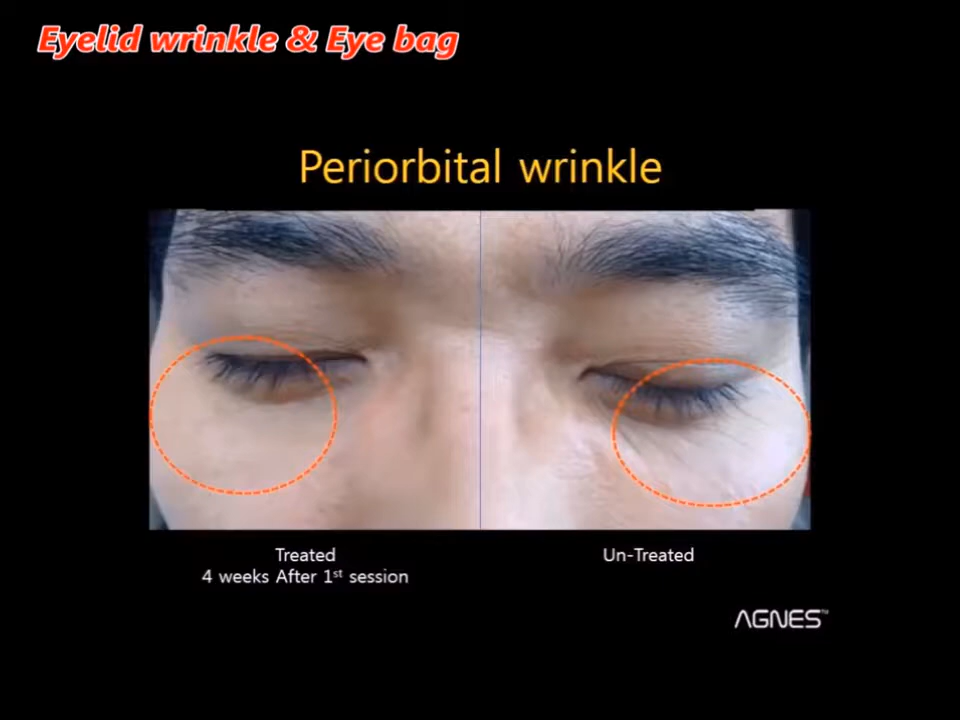 Eyelid wrinkle & Eye bag
Periorbital wrinkle
Treated
4 weeks After 1st session
Un-Treated
AGNES™